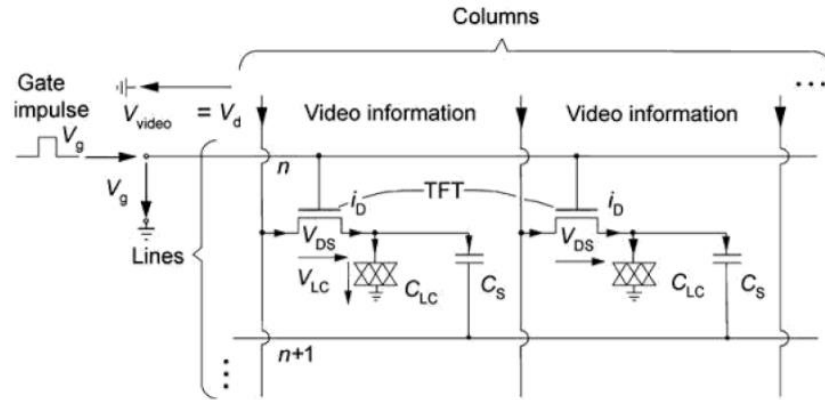 Columns
Gate
impulse
V_g
V_video = V_d
Video information
Video information
...
V_g
n
i_D
TFT
i_D
Lines
V_DS
V_DS
V_LC
C_LC
C_S
C_LC
C_S
n+1
...